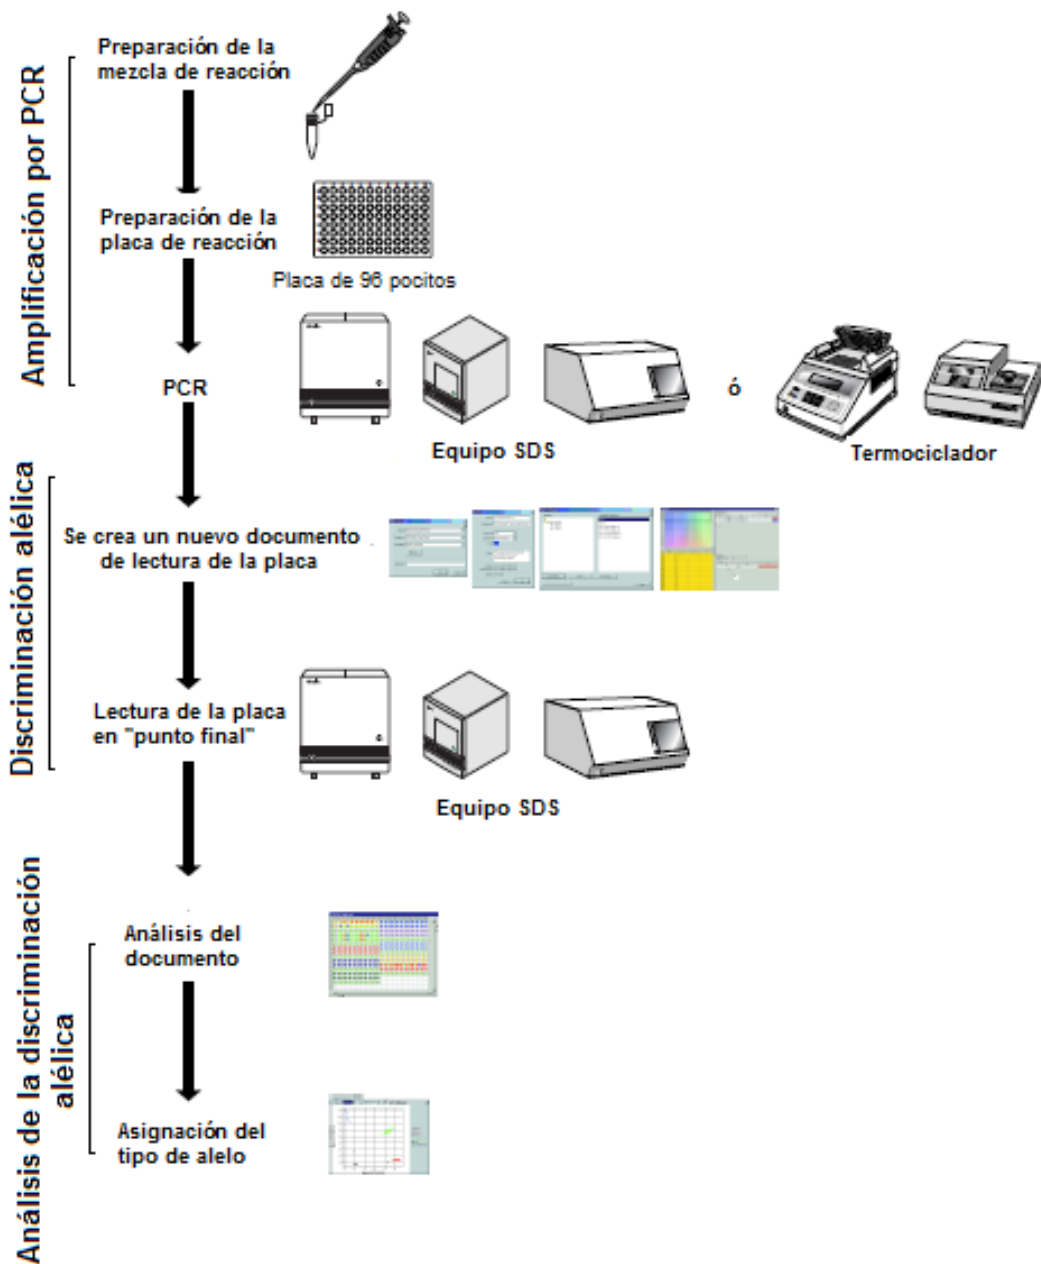 Amplificación por PCR
Preparación de la
mezcla de reacción
Preparación de la
placa de reacción
Placa de 96 pocitos
PCR
ó
Equipo SDS
Termociclador
Discriminación alélica
Se crea un nuevo documento
de lectura de la placa
Lectura de la placa
en "punto final"
Equipo SDS
Análisis de la discriminación
alélica
Análisis del
documento
Asignación del
tipo de alelo